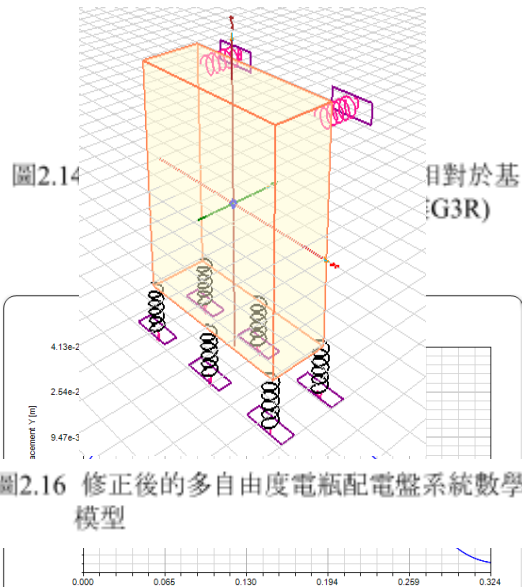 圖2.14 相對於基
G3R)
4.13e-2
2.54e-2
acement Y [m]
9.47e-3
圖2.16 修正後的多自由度電瓶配電盤系統數學
模型
0.000 0.065 0.130 0.194 0.259 0.324